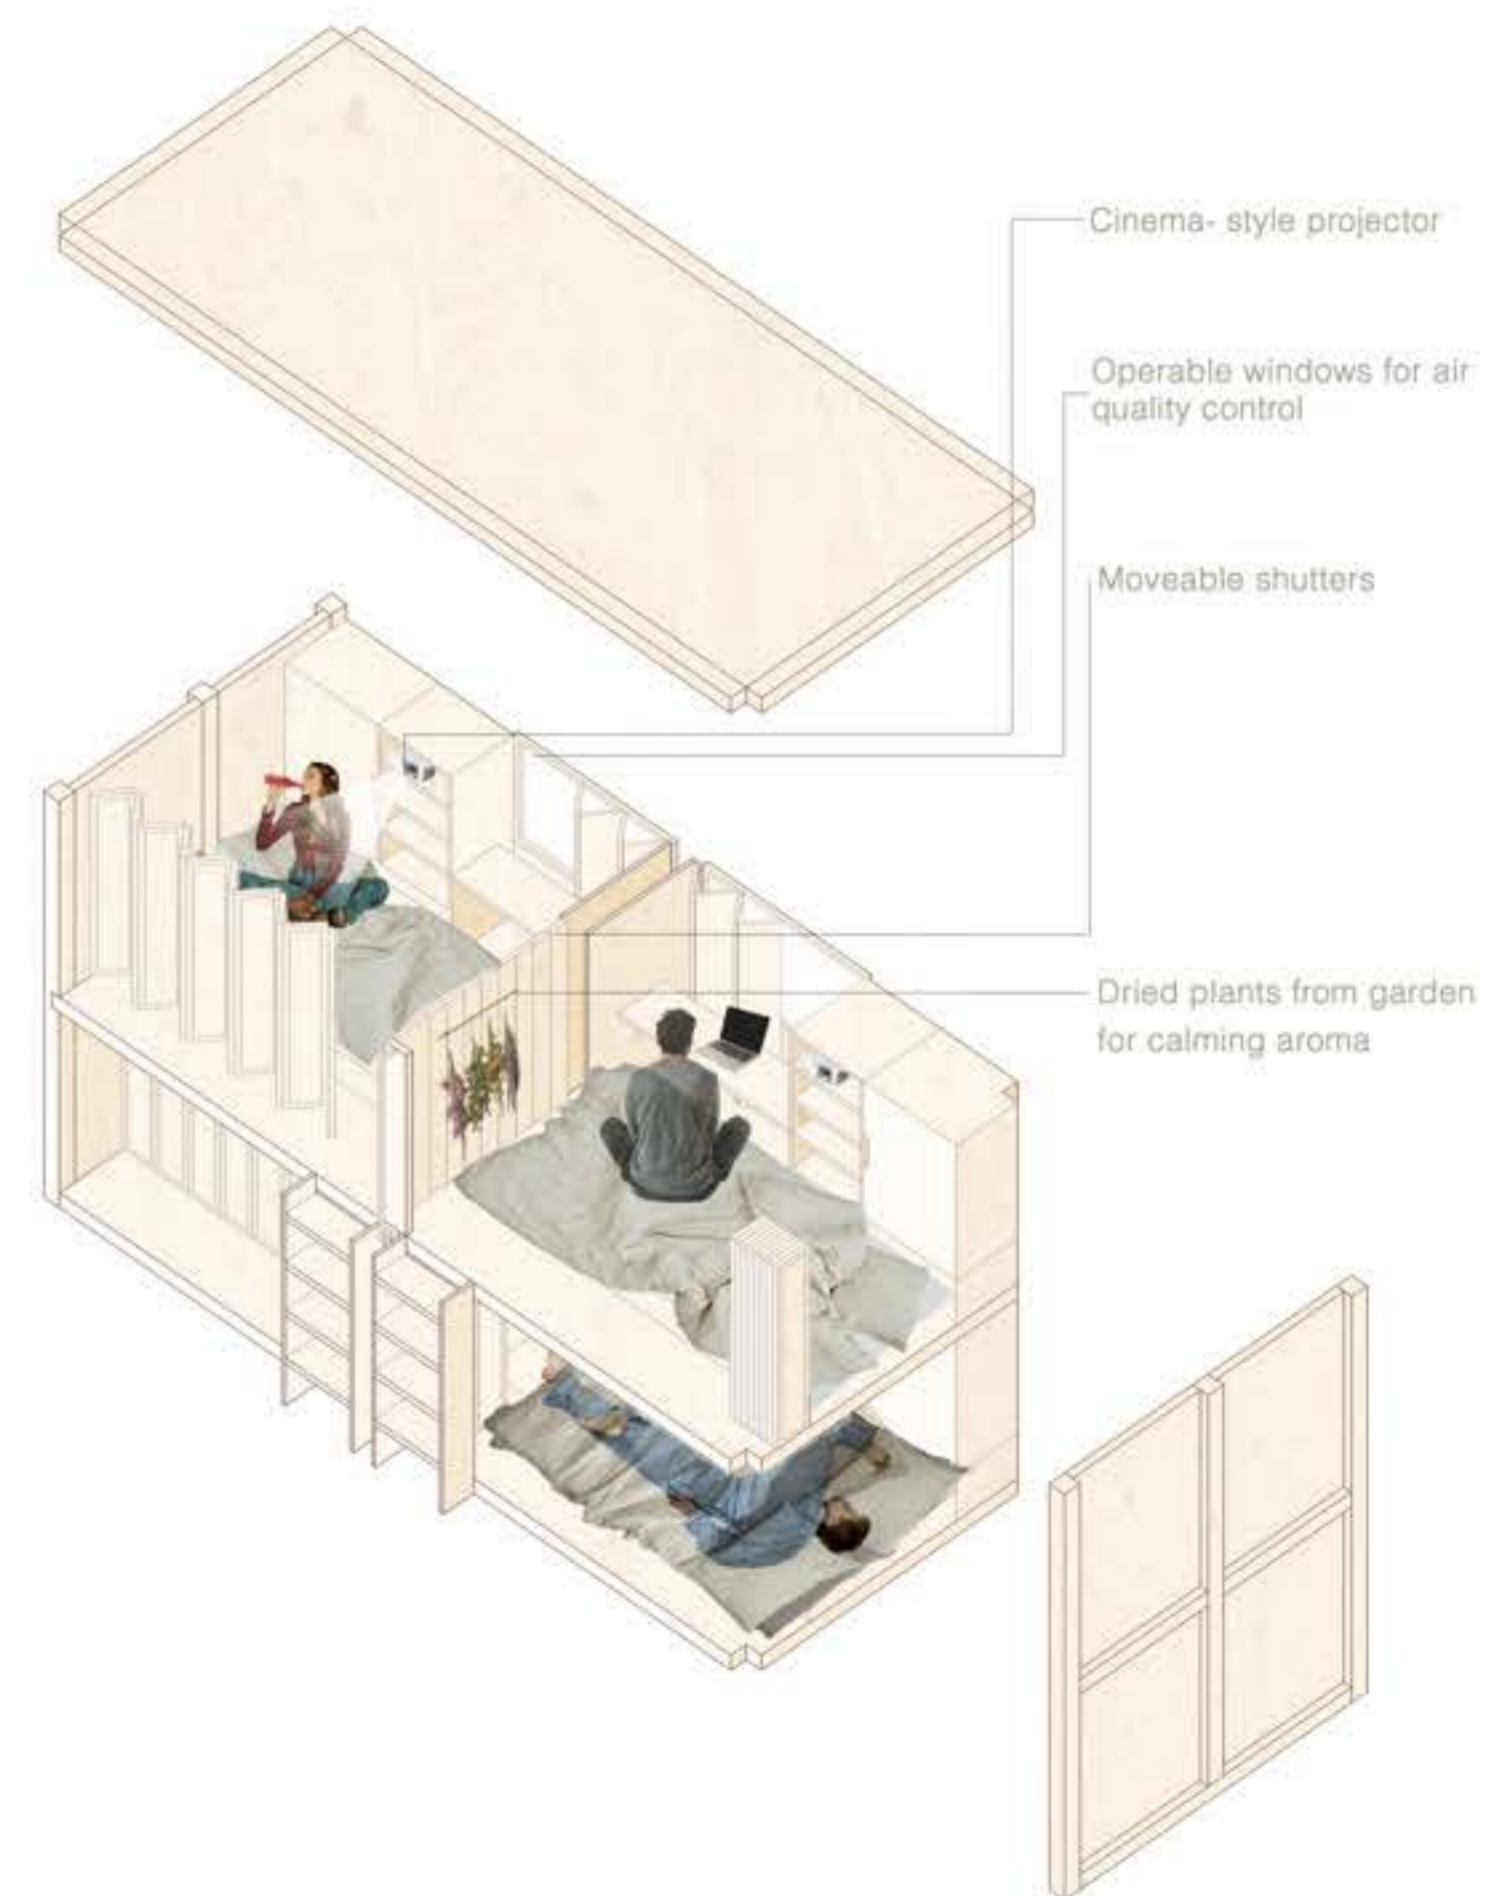 Cinema- style projector
Operable windows for air
quality control
Moveable shutters
Dried plants from garden
for calming aroma